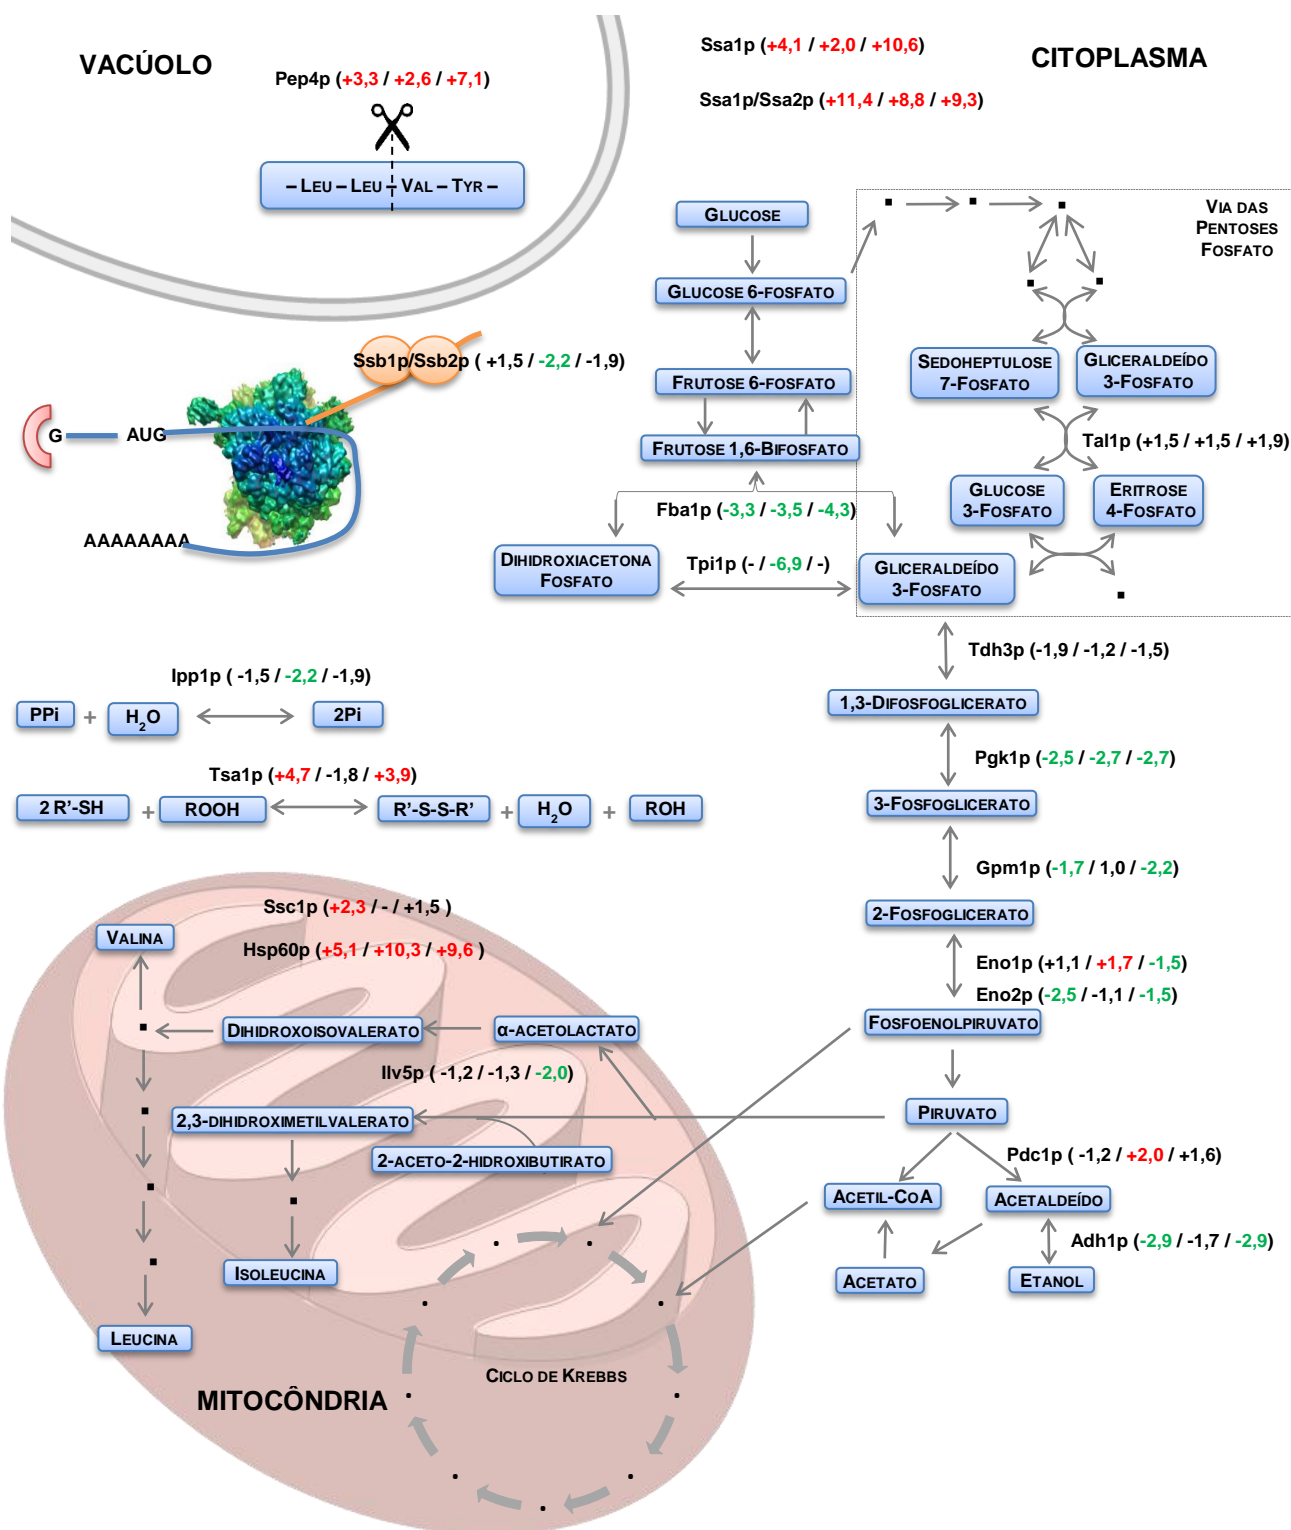 VACÚOLO
Pep4p (+3,3 / +2,6 / +7,1)
– LEU – LEU – VAL – TYR –
Ssa1p (+4,1 / +2,0 / +10,6)
CITOPLASMA
Ssa1p/Ssa2p (+11,4 / +8,8 / +9,3)
GLUCOSE
VIA DAS
PENTOSES
FOSFATO
GLUCOSE 6-FOSFATO
Ssb1p/Ssb2p ( +1,5 / -2,2 / -1,9)
FRUTOSE 6-FOSFATO
SEDOHEPTULOSE
7-FOSFATO
GLICERALDEÍDO
3-FOSFATO
G
AUG
AAAAAAAA
FRUTOSE 1,6-BIFOSFATO
Tal1p (+1,5 / +1,5 / +1,9)
GLUCOSE
3-FOSFATO
ERITROSE
4-FOSFATO
Fba1p (-3,3 / -3,5 / -4,3)
DIHIDROXIACETONA
FOSFATO
Tpi1p (- / -6,9 / -)
GLICERALDEÍDO
3-FOSFATO
Tdh3p (-1,9 / -1,2 / -1,5)
Ipp1p ( -1,5 / -2,2 / -1,9)
PPi + H2O 2Pi
1,3-DIFOSFOGLICERATO
Pgk1p (-2,5 / -2,7 / -2,7)
Tsa1p (+4,7 / -1,8 / +3,9)
2 R’-SH + ROOH R’-S-S-R’ + H2O + ROH
3-FOSFOGLICERATO
Gpm1p (-1,7 / 1,0 / -2,2)
2-FOSFOGLICERATO
Eno1p (+1,1 / +1,7 / -1,5)
Eno2p (-2,5 / -1,1 / -1,5)
FOSFOENOLPIRUVATO
Ssc1p (+2,3 / - / +1,5 )
VALINA
Hsp60p (+5,1 / +10,3 / +9,6 )
DIHIDROXOISOVALERATO
α-ACETOLACTATO
Ilv5p ( -1,2 / -1,3 / -2,0)
2,3-DIHIDROXIMETILVALERATO
2-ACETO-2-HIDROXIBUTIRATO
PIRUVATO
Pdc1p ( -1,2 / +2,0 / +1,6)
ACETIL-COA
ACETALDEÍDO
Adh1p (-2,9 / -1,7 / -2,9)
ACETATO
ETANOL
ISOLEUCINA
LEUCINA
CICLO DE KREBBS
MITOCÔNDRIA